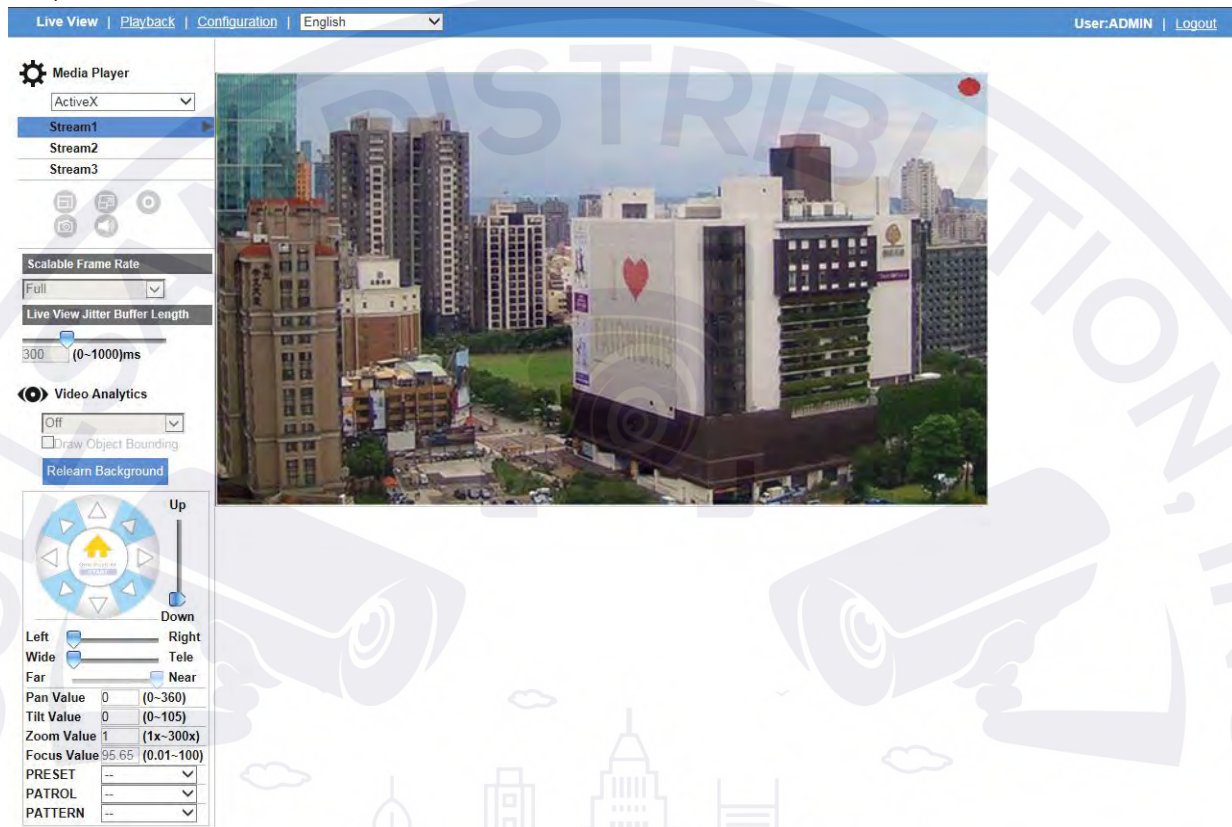 Live View | Playback | Configuration | English
User:ADMIN | Logout
Media Player
ActiveX
Stream1
Stream2
Stream3
Scalable Frame Rate
Full
Live View Jitter Buffer Length
300 (0~1000)ms
Video Analytics
Off
Draw Object Bounding
Relearn Background
Up
START
Down
Left Right
Wide Tele
Far Near
Pan Value 0 (0~360)
Tilt Value 0 (0~105)
Zoom Value 1 (1x~300x)
Focus Value 95.65 (0.01~100)
PRESET --
PATROL --
PATTERN --
I
DISTRIBUTION,